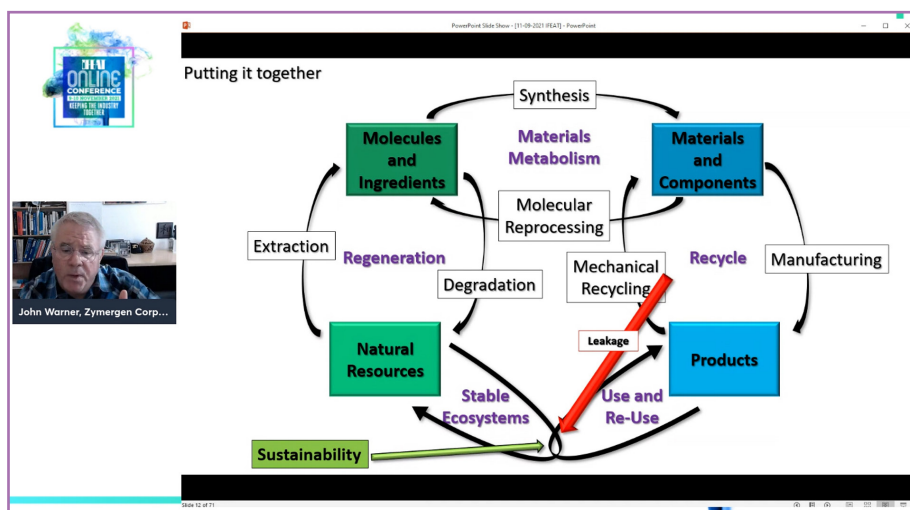 PowerPoint Slide Show - [11-09-2021 IFEAT] - PowerPoint
IFEAT
ONLINE
CONFERENCE
KEEPING THE INDUSTRY
TOGETHER
Putting it together
Synthesis
Molecules
and
Ingredients
Materials
Metabolism
Materials
and
Components
Molecular
Reprocessing
Extraction
Regeneration
Degradation
Mechanical
Recycling
Recycle
Manufacturing
John Warner, Zymergen Corp...
Leakage
Natural
Resources
Products
Stable
Ecosystems
Use and
Re-Use
Sustainability
Slide 12 of 71